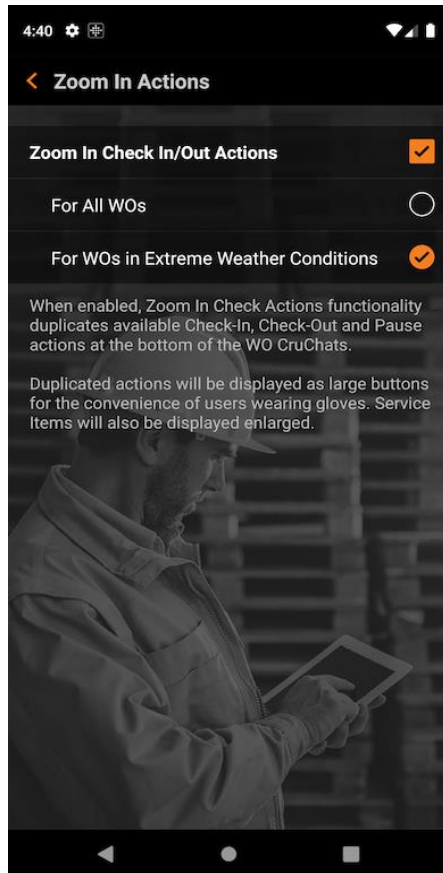 4:40
Zoom In Actions
Zoom In Check In/Out Actions
For All WOs
For WOs in Extreme Weather Conditions
When enabled, Zoom In Check Actions functionality
duplicates available Check-In, Check-Out and Pause
actions at the bottom of the WO CruChats.
Duplicated actions will be displayed as large buttons
for the convenience of users wearing gloves. Service
Items will also be displayed enlarged.